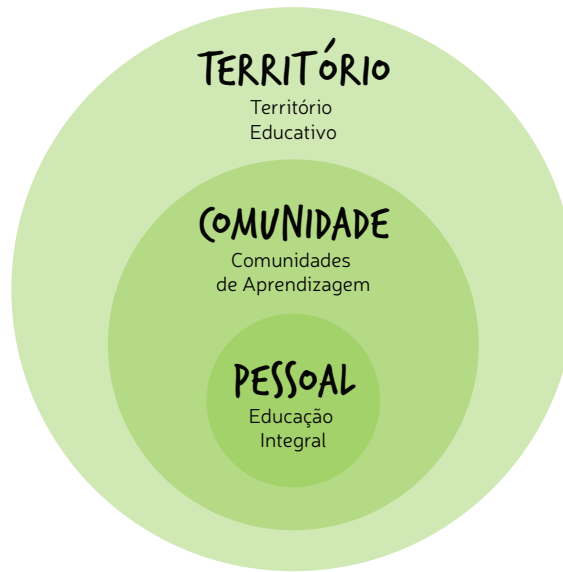 TERRITÓRIO
Território
Educativo
COMUNIDADE
Comunidades
de Aprendizagem
PESSOAL
Educação
Integral